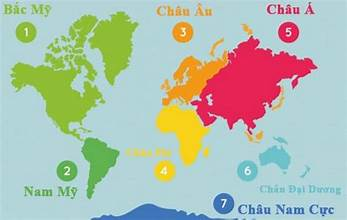 Bắc Mỹ
1
Châu Âu
3
Châu Á
5
2
Nam Mỹ
Châu Phi
4
6
Châu Đại Dương
7
Châu Nam Cực